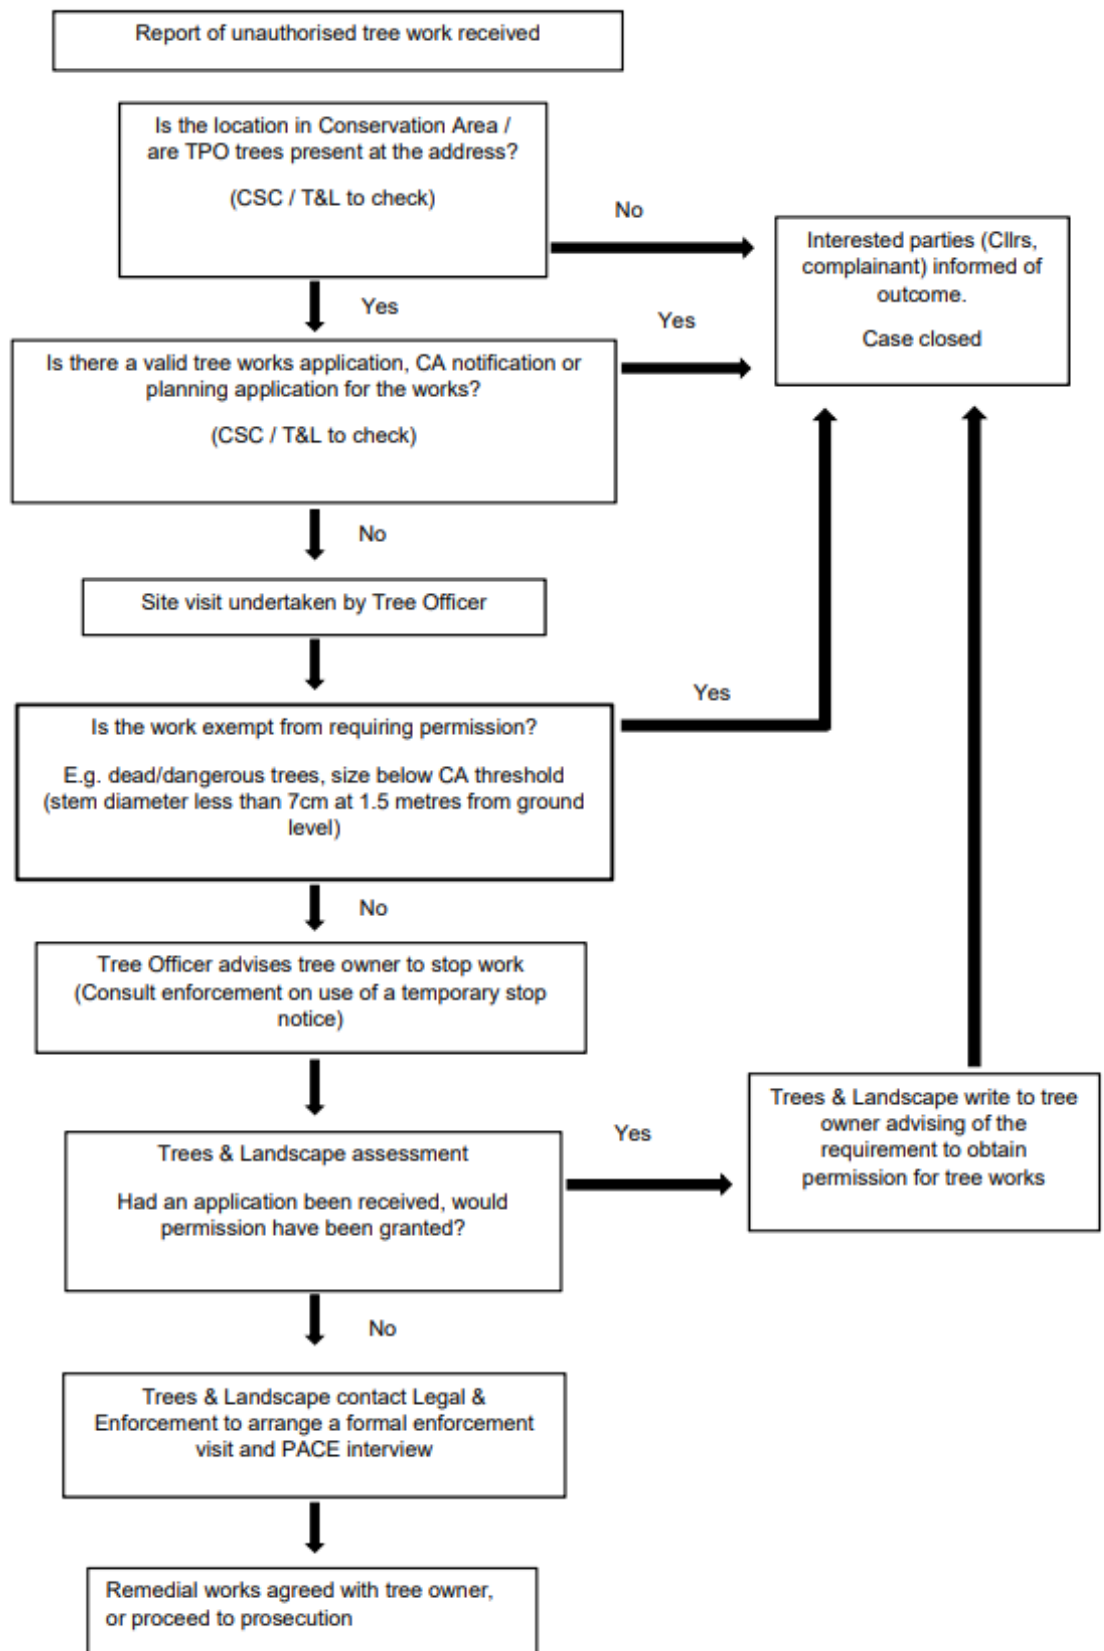 Report of unauthorised tree work received
Is the location in Conservation Area /
are TPO trees present at the address?
(CSC / T&L to check)
No
Interested parties (Cllrs,
complainant) informed of
outcome.
Case closed
Yes
Yes
Is there a valid tree works application, CA notification or
planning application for the works?
(CSC / T&L to check)
No
Site visit undertaken by Tree Officer
Is the work exempt from requiring permission?
E.g. dead/dangerous trees, size below CA threshold
(stem diameter less than 7cm at 1.5 metres from ground
level)
Yes
No
Tree Officer advises tree owner to stop work
(Consult enforcement on use of a temporary stop
notice)
Trees & Landscape assessment
Had an application been received, would
permission have been granted?
Yes
Trees & Landscape write to tree
owner advising of the
requirement to obtain
permission for tree works
No
Trees & Landscape contact Legal &
Enforcement to arrange a formal enforcement
visit and PACE interview
Remedial works agreed with tree owner,
or proceed to prosecution